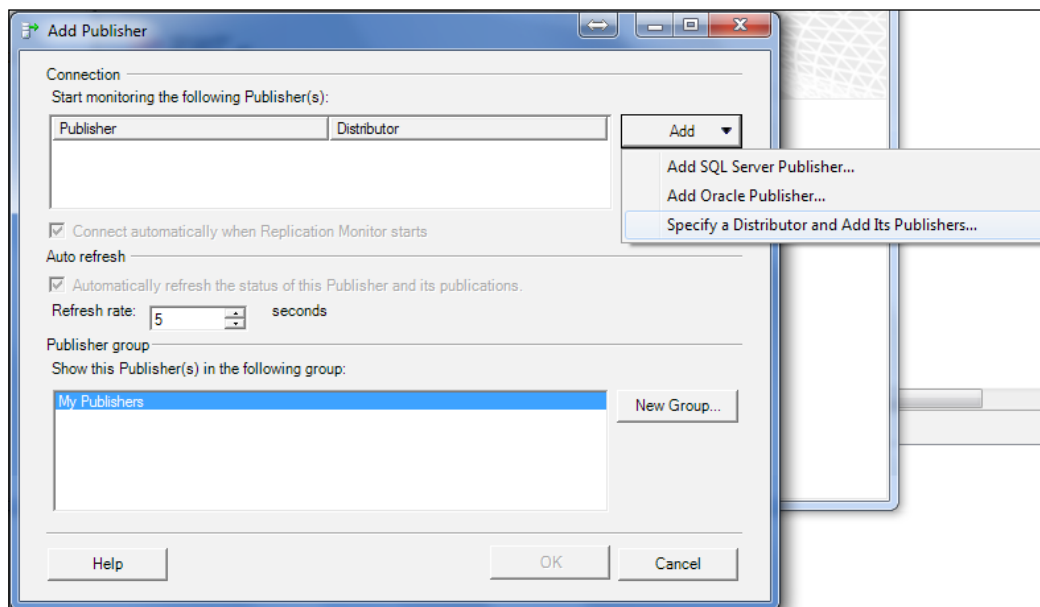 Add Publisher
Connection
Start monitoring the following Publisher(s):
Publisher Distributor
Add
Add SQL Server Publisher...
Add Oracle Publisher...
Specify a Distributor and Add Its Publishers...
Connect automatically when Replication Monitor starts
Auto refresh
Automatically refresh the status of this Publisher and its publications.
Refresh rate: 5 seconds
Publisher group
Show this Publisher(s) in the following group:
My Publishers
New Group...
Help OK Cancel